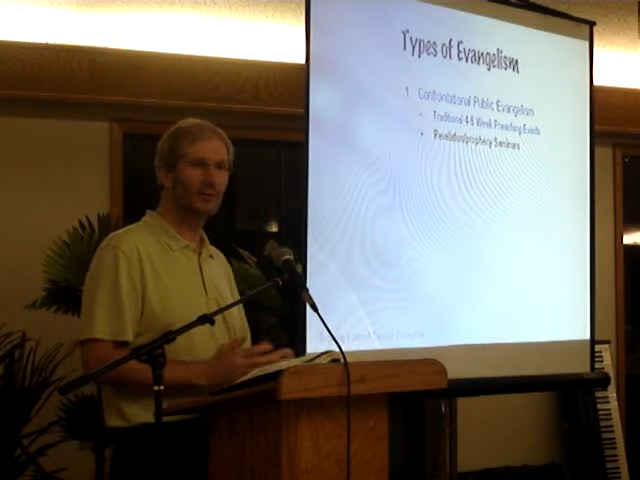 Types of Evangelism
1 Confrontational Public Evangelism
• Traditional 4-6 Week Preaching Events
• Revelation/prophecy Seminars